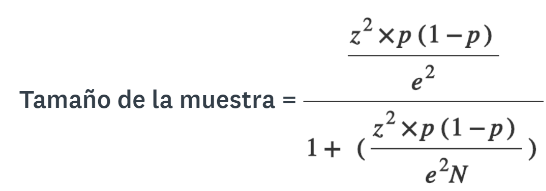 z² × p (1 − p)
e²
Tamaño de la muestra =
1 + ( z² × p (1 − p) )
e²N